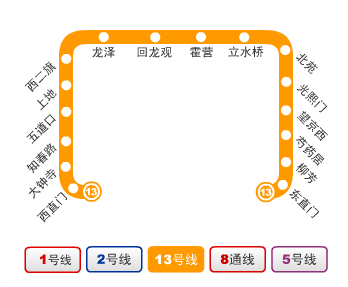 龙泽
回龙观
霍营
立水桥
西二旗
上地
五道口
知春路
大钟寺
西直门
13
北苑
光熙门
望京西
芍药居
柳芳
东直门
13
1号线
2号线
13号线
8通线
5号线